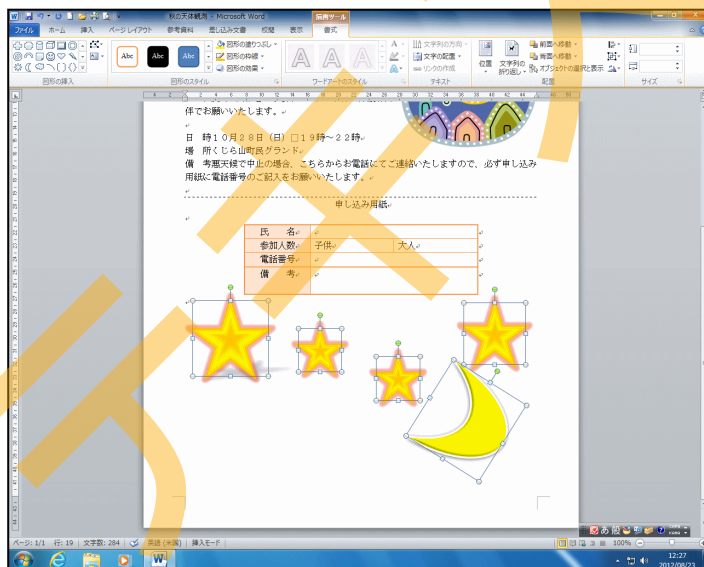 秋の天体観測 - Microsoft Word
描画ツール
ファイル ホーム 挿入 ページ レイアウト 参考資料 差し込み文書 校閲 表示 書式
Abc Abc Abc
図形の塗りつぶし
図形の枠線
図形の効果
A A A
文字列の方向
文字の配置
リンクの作成
位置
文字列の折り返し
前面へ移動
背面へ移動
オブジェクトの選択と表示
図形の挿入 図形のスタイル ワードアートのスタイル テキスト 配置 サイズ
伴でお願いいたします。
日 時10月28日(日)□19時~22時
場 所くじら山町民グランド
備 考悪天候で中止の場合、こちらからお電話にてご連絡いたしますので、必ず申し込み
用紙に電話番号のご記入をお願いいたします。
申し込み用紙
氏 名
参加人数 子供 大人
電話番号
備 考
ページ: 1/1 行: 19 文字数: 284 英語 (米国) 挿入モード 100%
あ 般
12:27
2012/08/23